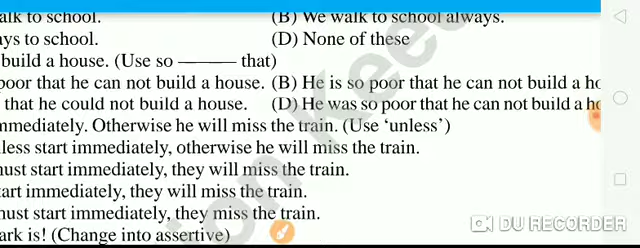 alk to school. (B) We walk to school always.
ays to school. (D) None of these
build a house. (Use so ——— that)
poor that he can not build a house. (B) He is so poor that he can not build a ho
that he could not build a house. (D) He was so poor that he can not build a ho
mmediately. Otherwise he will miss the train. (Use ‘unless’)
less start immediately, otherwise he will miss the train.
nust start immediately, they will miss the train.
tart immediately, they will miss the train.
nust start immediately, they miss the train.
ark is! (Change into assertive)
DU RECORDER